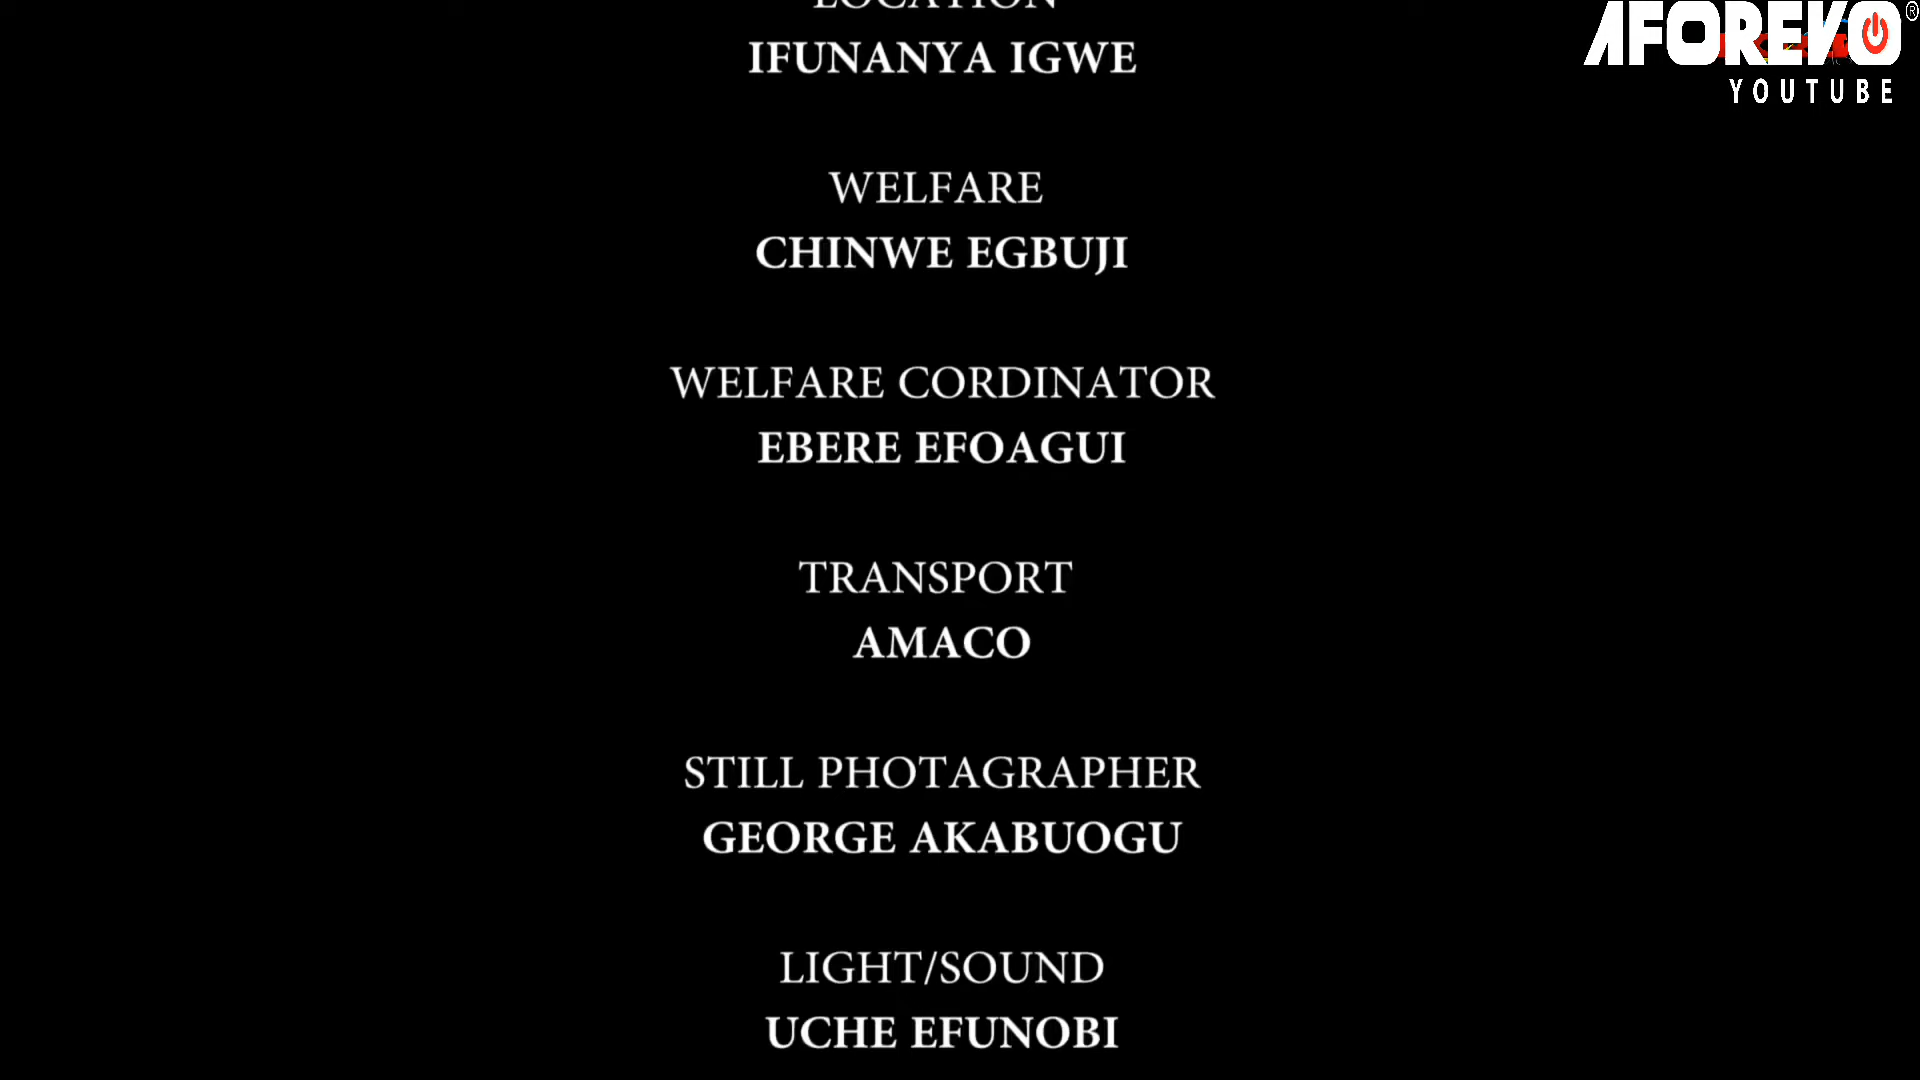 LOCATION
IFUNANYA IGWE
WELFARE
CHINWE EGBUJI
WELFARE CORDINATOR
EBERE EFOAGUI
TRANSPORT
AMACO
STILL PHOTAGRAPHER
GEORGE AKABUOGU
LIGHT/SOUND
UCHE EFUNOBI
AFOREVO®
YOUTUBE